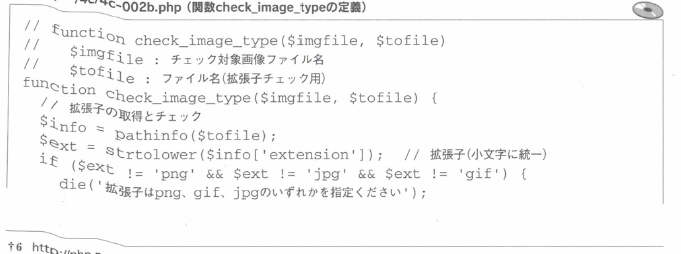 /4c/4c-002b.php (関数check_image_typeの定義)
// function check_image_type($imgfile, $tofile)
// $imgfile : チェック対象画像ファイル名
// $tofile : ファイル名(拡張子チェック用)
function check_image_type($imgfile, $tofile) {
// 拡張子の取得とチェック
$info = pathinfo($tofile);
$ext = strtolower($info['extension']); // 拡張子(小文字に統一)
if ($ext != 'png' && $ext != 'jpg' && $ext != 'gif') {
die('拡張子はpng、gif、jpgのいずれかを指定ください');
†6 http://php.